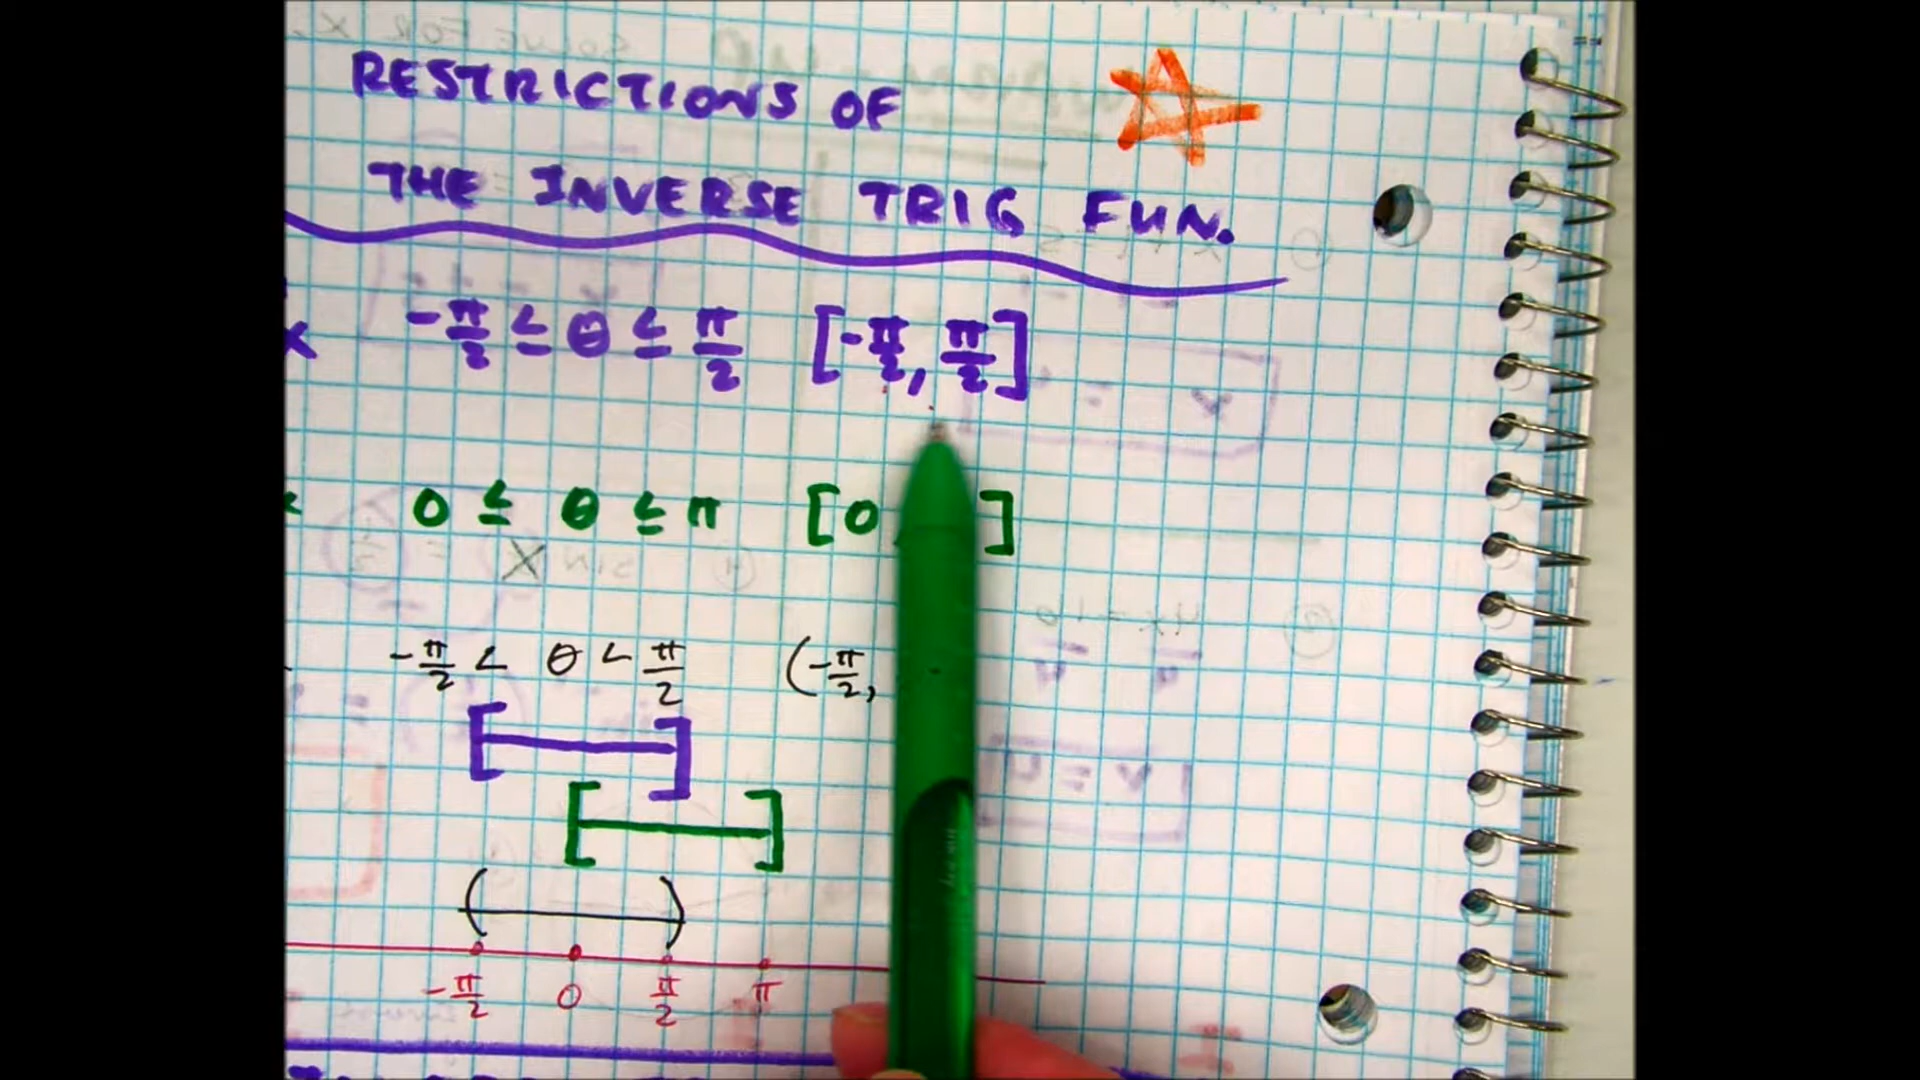 RESTRICTIONS OF
THE INVERSE TRIG FUN.
x -π/2 ≤ θ ≤ π/2 [-π/2, π/2]
0 ≤ θ ≤ π [0 ]
-π/2 < θ < π/2 (-π/2,
[ ]
[ ]
( )
-π/2 0 π/2 π